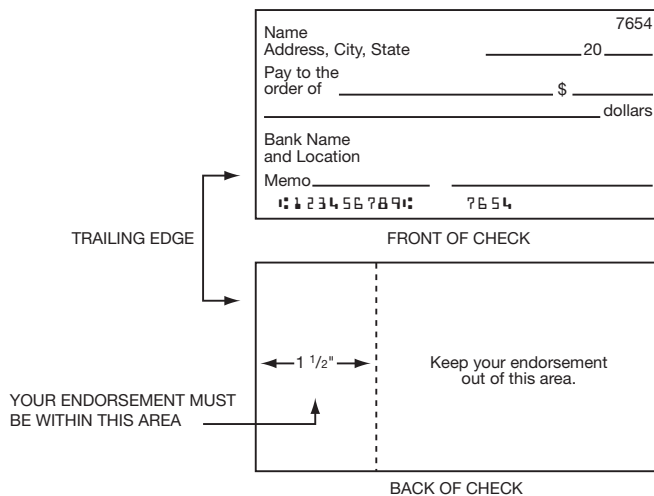 7654
Name
Address, City, State 20
Pay to the
order of $
dollars
Bank Name
and Location
Memo
⑆123456789⑆ 7654
TRAILING EDGE
FRONT OF CHECK
1 1/2"
Keep your endorsement
out of this area.
YOUR ENDORSEMENT MUST
BE WITHIN THIS AREA
BACK OF CHECK